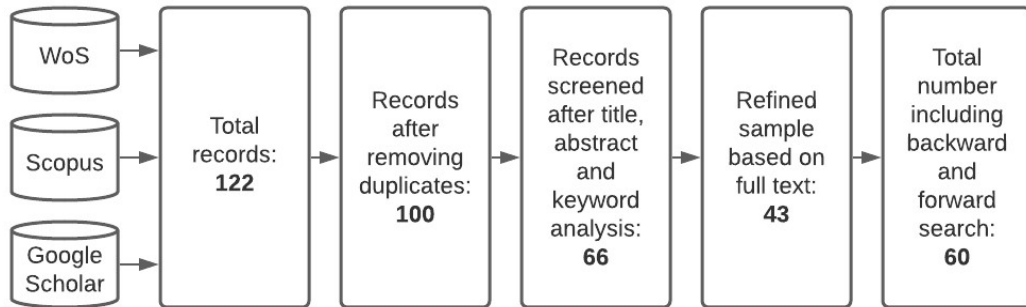 WoS
Scopus
Google
Scholar
Total
records:
122
Records
after
removing
duplicates:
100
Records
screened
after title,
abstract
and
keyword
analysis:
66
Refined
sample
based on
full text:
43
Total
number
including
backward
and
forward
search:
60